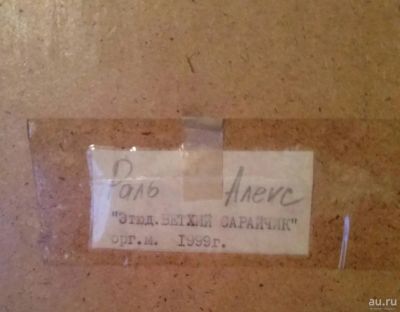 Раль Алекс
"Этюд.ВЕТХИЙ САРАЙЧИК"
орг.м. 1999г.
au.ru